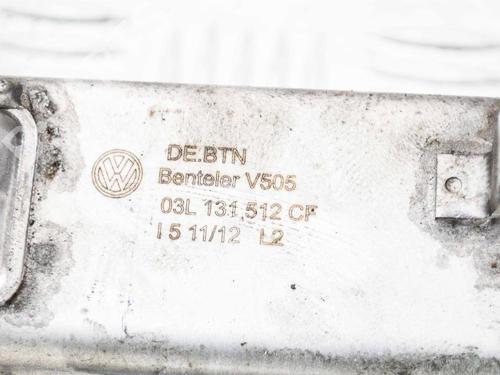 DE.BTN
Benteler V505
03L 131 512 CF
I 5 11/12 L2